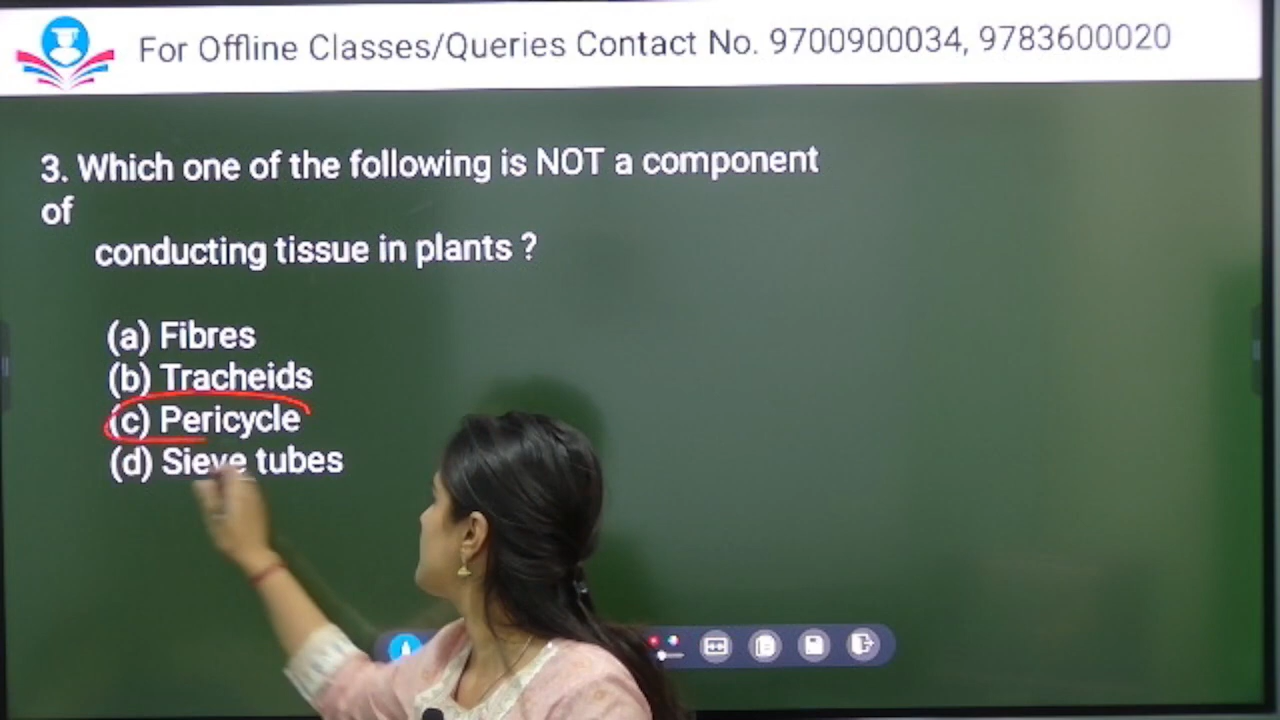 For Offline Classes/Queries Contact No. 9700900034, 9783600020
3. Which one of the following is NOT a component
of
conducting tissue in plants ?
(a) Fibres
(b) Tracheids
(c) Pericycle
(d) Sieve tubes